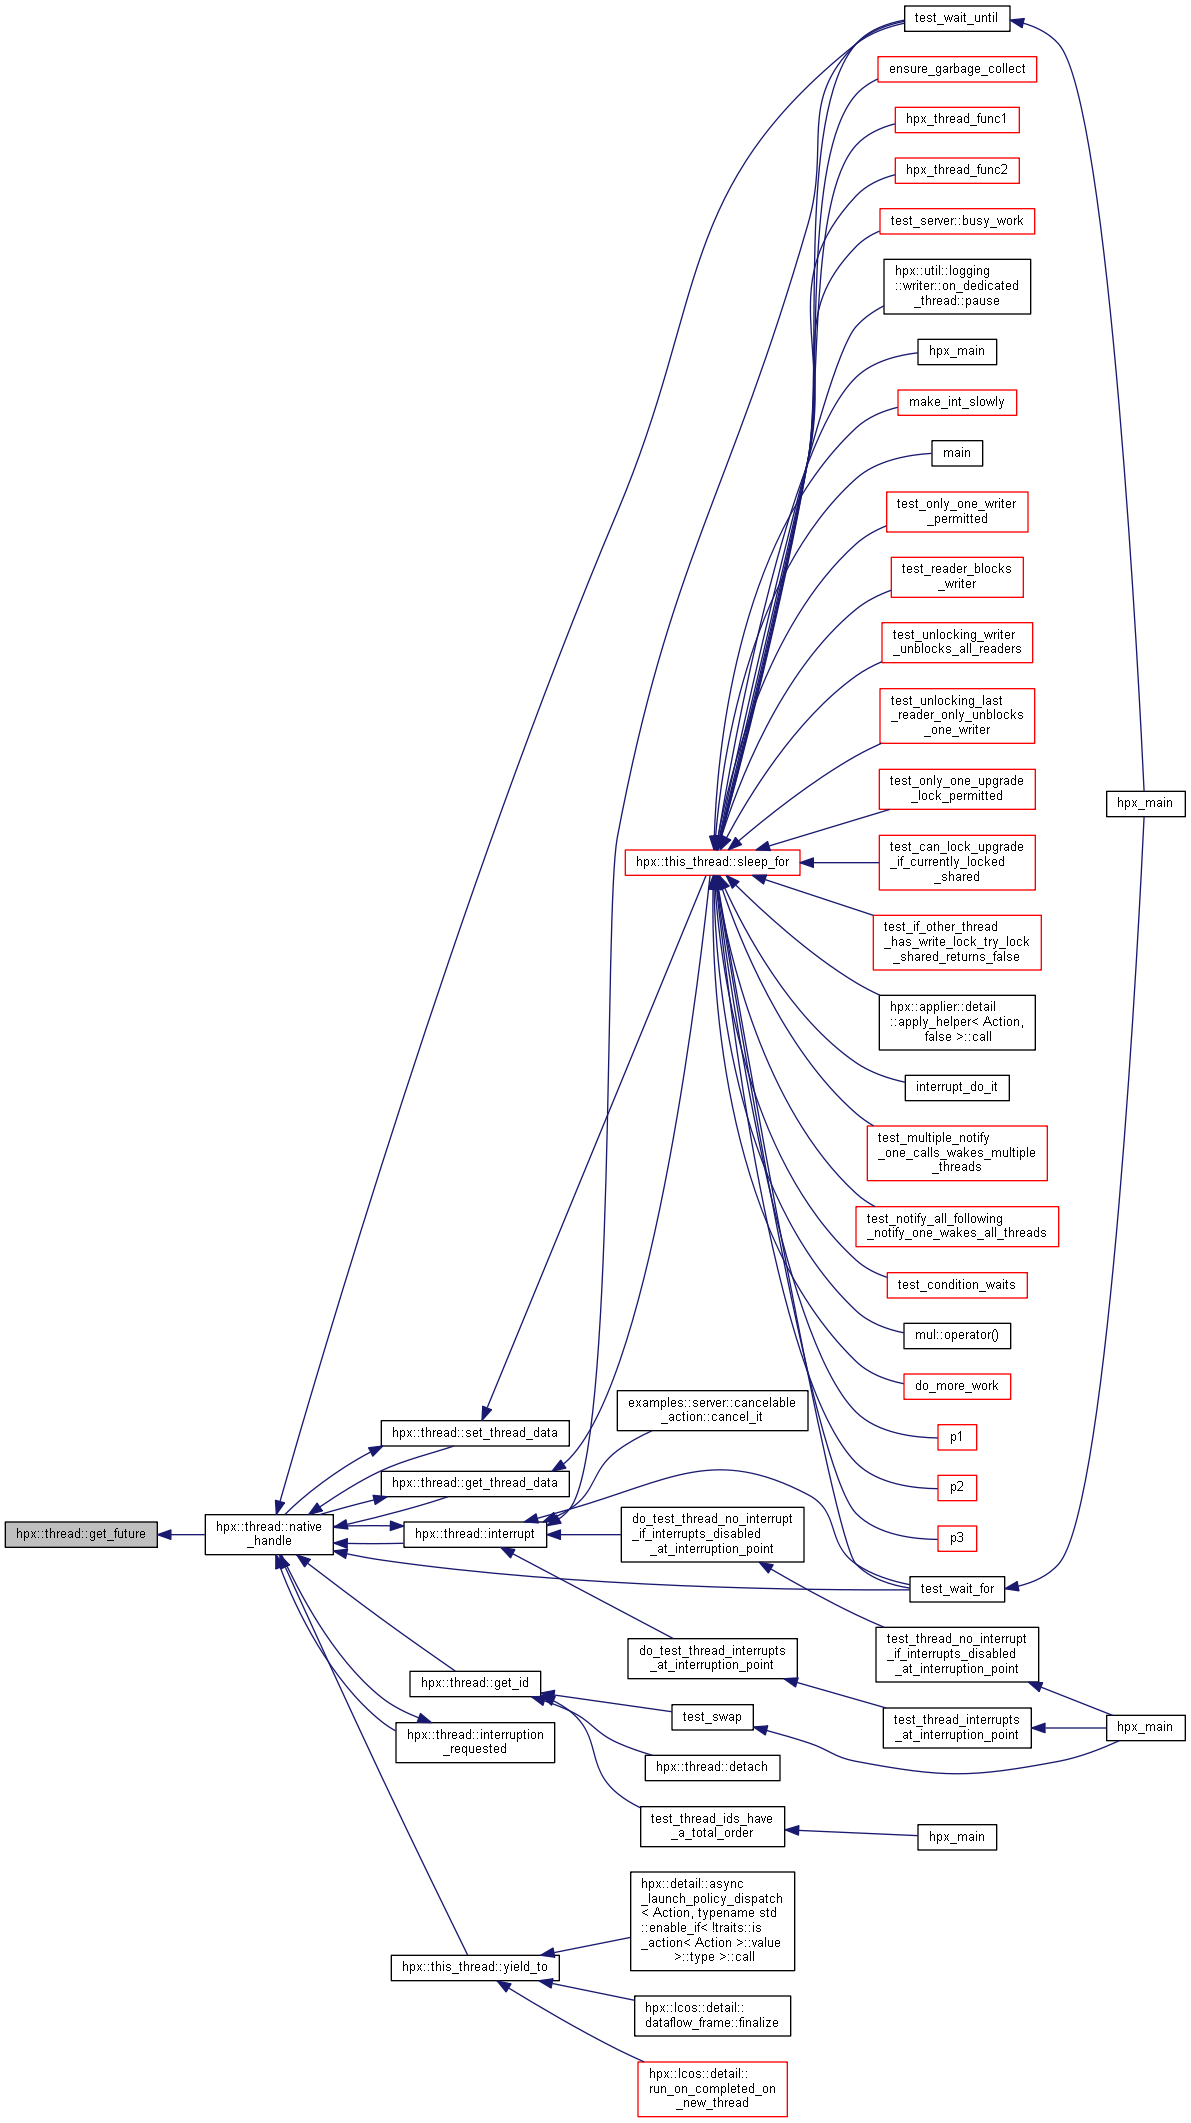 test_wait_until
ensure_garbage_collect
hpx_thread_func1
hpx_thread_func2
test_server::busy_work
hpx::util::logging
::writer::on_dedicated
_thread::pause
hpx_main
make_int_slowly
main
test_only_one_writer
_permitted
test_reader_blocks
_writer
test_unlocking_writer
_unblocks_all_readers
test_unlocking_last
_reader_only_unblocks
_one_writer
test_only_one_upgrade
_lock_permitted
hpx_main
hpx::this_thread::sleep_for
test_can_lock_upgrade
_if_currently_locked
_shared
test_if_other_thread
_has_write_lock_try_lock
_shared_returns_false
hpx::applier::detail
::apply_helper< Action,
false >::call
interrupt_do_it
test_multiple_notify
_one_calls_wakes_multiple
_threads
test_notify_all_following
_notify_one_wakes_all_threads
test_condition_waits
mul::operator()
do_more_work
examples::server::cancelable
_action::cancel_it
hpx::thread::set_thread_data
p1
hpx::thread::get_thread_data
p2
hpx::thread::get_future
hpx::thread::native
_handle
hpx::thread::interrupt
do_test_thread_no_interrupt
_if_interrupts_disabled
_at_interruption_point
p3
test_wait_for
do_test_thread_interrupts
_at_interruption_point
test_thread_no_interrupt
_if_interrupts_disabled
_at_interruption_point
hpx::thread::get_id
test_swap
test_thread_interrupts
_at_interruption_point
hpx_main
hpx::thread::interruption
_requested
hpx::thread::detach
test_thread_ids_have
_a_total_order
hpx_main
hpx::detail::async
_launch_policy_dispatch
< Action, typename std
::enable_if< !traits::is
_action< Action >::value
>::type >::call
hpx::this_thread::yield_to
hpx::lcos::detail::
dataflow_frame::finalize
hpx::lcos::detail::
run_on_completed_on
_new_thread